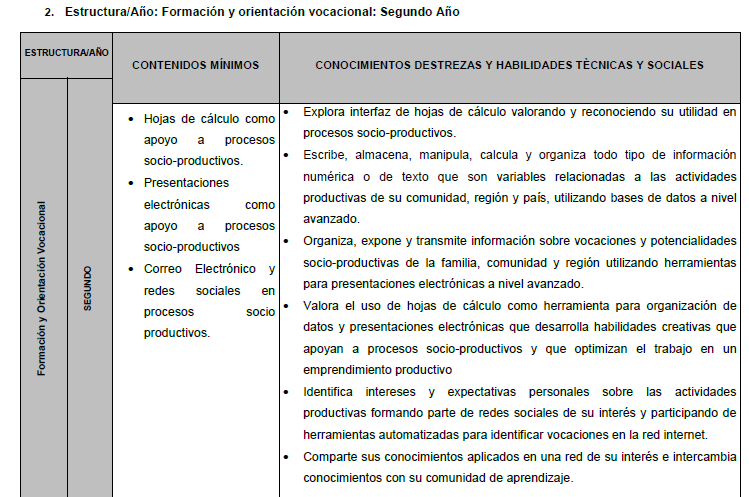 2. Estructura/Año: Formación y orientación vocacional: Segundo Año
ESTRUCTURA/AÑO
CONTENIDOS MÍNIMOS
CONOCIMIENTOS DESTREZAS Y HABILIDADES TÈCNICAS Y SOCIALES
Formación y Orientación Vocacional
SEGUNDO
• Hojas de cálculo como
apoyo a procesos
socio-productivos.
• Presentaciones
electrónicas como
apoyo a procesos
socio-productivos
• Correo Electrónico y
redes sociales en
procesos socio
productivos.
• Explora interfaz de hojas de cálculo valorando y reconociendo su utilidad en
procesos socio-productivos.
• Escribe, almacena, manipula, calcula y organiza todo tipo de información
numérica o de texto que son variables relacionadas a las actividades
productivas de su comunidad, región y país, utilizando bases de datos a nivel
avanzado.
• Organiza, expone y transmite información sobre vocaciones y potencialidades
socio-productivas de la familia, comunidad y región utilizando herramientas
para presentaciones electrónicas a nivel avanzado.
• Valora el uso de hojas de cálculo como herramienta para organización de
datos y presentaciones electrónicas que desarrolla habilidades creativas que
apoyan a procesos socio-productivos y que optimizan el trabajo en un
emprendimiento productivo
• Identifica intereses y expectativas personales sobre las actividades
productivas formando parte de redes sociales de su interés y participando de
herramientas automatizadas para identificar vocaciones en la red internet.
• Comparte sus conocimientos aplicados en una red de su interés e intercambia
conocimientos con su comunidad de aprendizaje.